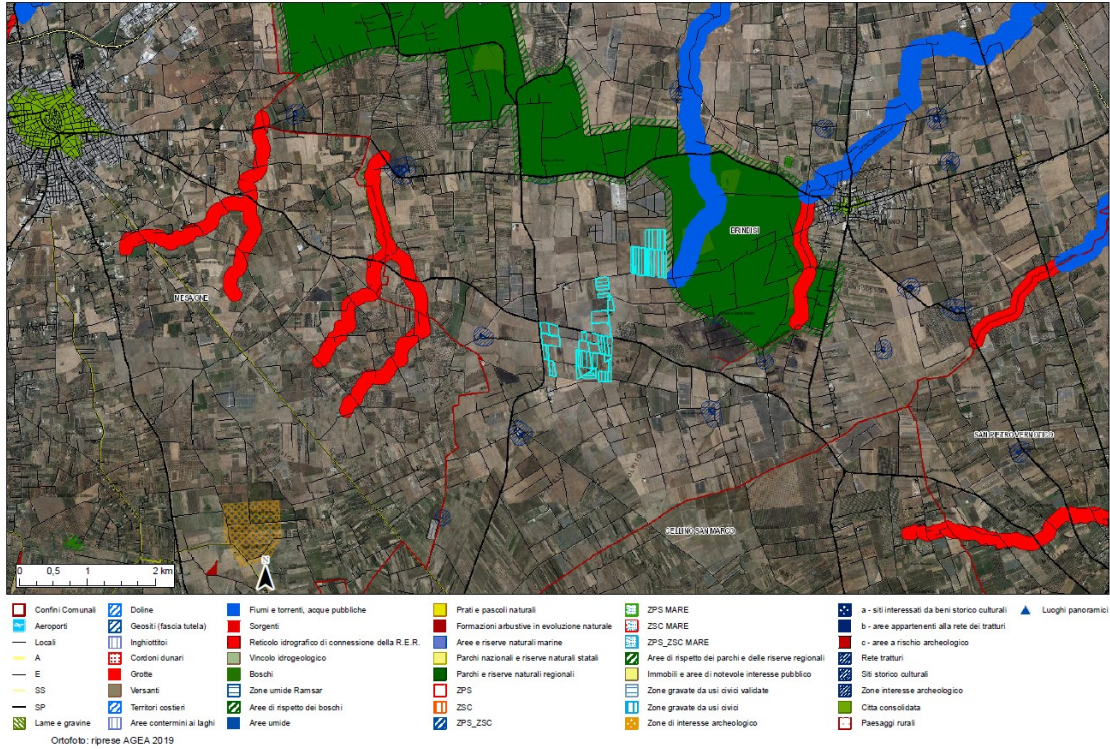 BRINDISI
MESAGNE
SAN PIETRO VERNOTICO
CELLINO SAN MARCO
0 0,5 1 2 km
Confini Comunali
Aeroporti
Locali
A
E
SS
SP
Lame e gravine
Doline
Geositi (fascia tutela)
Inghiottitoi
Cordoni dunari
Grotte
Versanti
Territori costieri
Aree contermini ai laghi
Fiumi e torrenti, acque pubbliche
Sorgenti
Reticolo idrografico di connessione della R.E.R.
Vincolo idrogeologico
Boschi
Zone umide Ramsar
Aree di rispetto dei boschi
Aree umide
Prati e pascoli naturali
Formazioni arbustive in evoluzione naturale
Aree e riserve naturali marine
Parchi nazionali e riserve naturali statali
Parchi e riserve naturali regionali
ZPS
ZSC
ZPS_ZSC
ZPS MARE
ZSC MARE
ZPS_ZSC MARE
Aree di rispetto dei parchi e delle riserve regionali
Immobili e aree di notevole interesse pubblico
Zone gravate da usi civici validate
Zone gravate da usi civici
Zone di interesse archeologico
a - siti interessati da beni storico culturali
b - aree appartenenti alla rete dei tratturi
c - aree a rischio archeologico
Rete tratturi
Siti storico culturali
Zone interesse archeologico
Citta consolidata
Paesaggi rurali
Luoghi panoramici
Ortofoto: riprese AGEA 2019